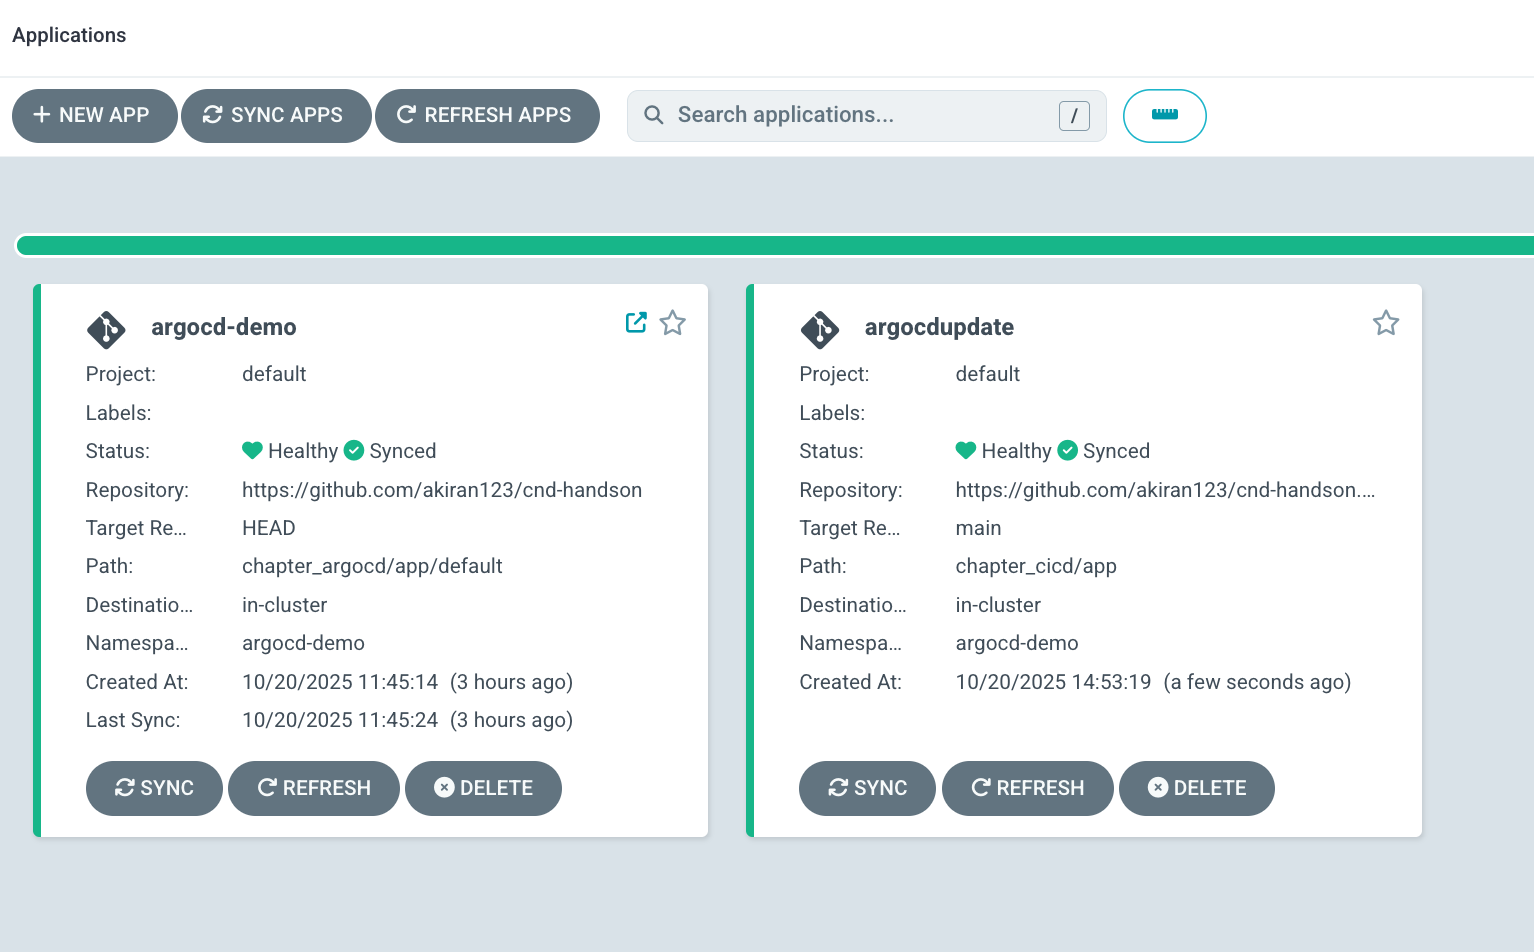 Applications
NEW APP
SYNC APPS
REFRESH APPS
Search applications...
/
argocd-demo
Project: default
Labels:
Status: Healthy Synced
Repository: https://github.com/akiran123/cnd-handson
Target Re... HEAD
Path: chapter_argocd/app/default
Destinatio... in-cluster
Namespa... argocd-demo
Created At: 10/20/2025 11:45:14 (3 hours ago)
Last Sync: 10/20/2025 11:45:24 (3 hours ago)
SYNC REFRESH DELETE
argocdupdate
Project: default
Labels:
Status: Healthy Synced
Repository: https://github.com/akiran123/cnd-handson....
Target Re... main
Path: chapter_cicd/app
Destinatio... in-cluster
Namespa... argocd-demo
Created At: 10/20/2025 14:53:19 (a few seconds ago)
SYNC REFRESH DELETE